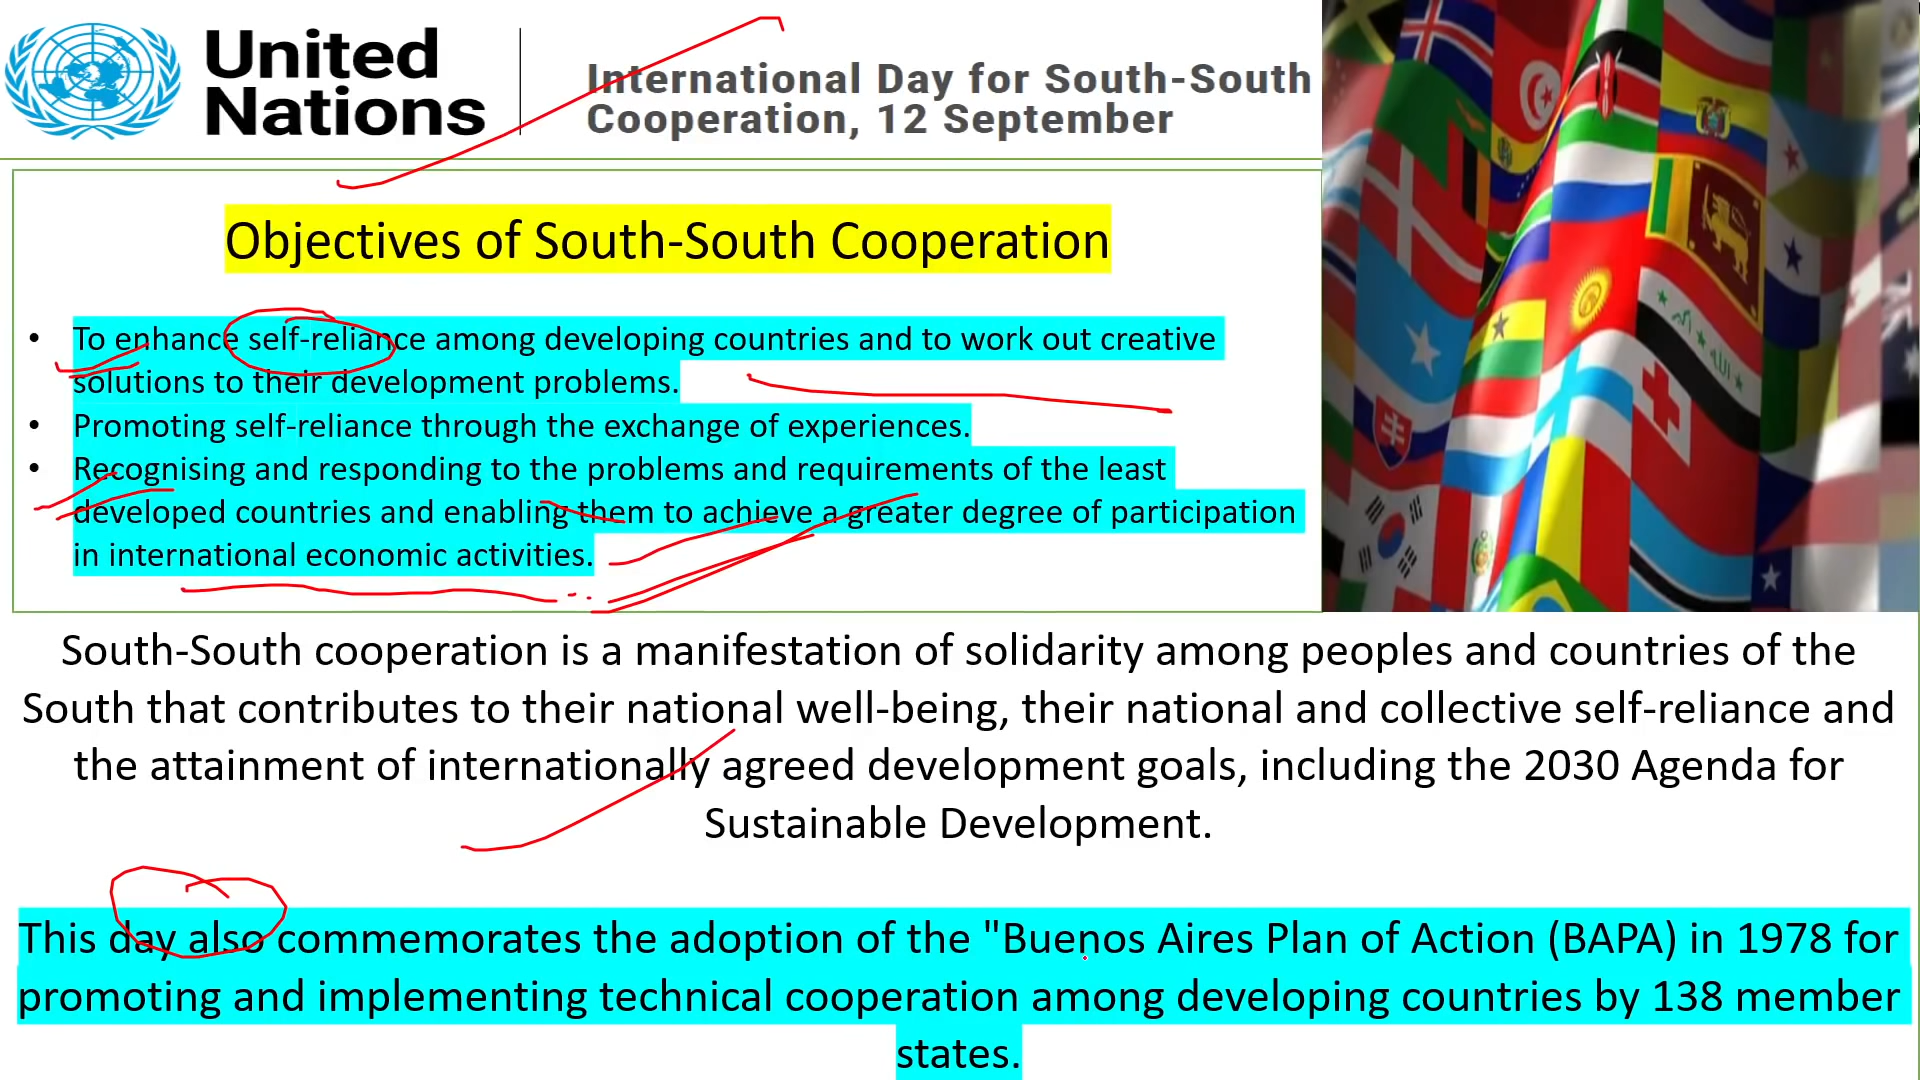 United
Nations
International Day for South-South
Cooperation, 12 September
Objectives of South-South Cooperation
• To enhance self-reliance among developing countries and to work out creative
solutions to their development problems.
• Promoting self-reliance through the exchange of experiences.
• Recognising and responding to the problems and requirements of the least
developed countries and enabling them to achieve a greater degree of participation
in international economic activities.
South-South cooperation is a manifestation of solidarity among peoples and countries of the
South that contributes to their national well-being, their national and collective self-reliance and
the attainment of internationally agreed development goals, including the 2030 Agenda for
Sustainable Development.
This day also commemorates the adoption of the "Buenos Aires Plan of Action (BAPA) in 1978 for
promoting and implementing technical cooperation among developing countries by 138 member
states.